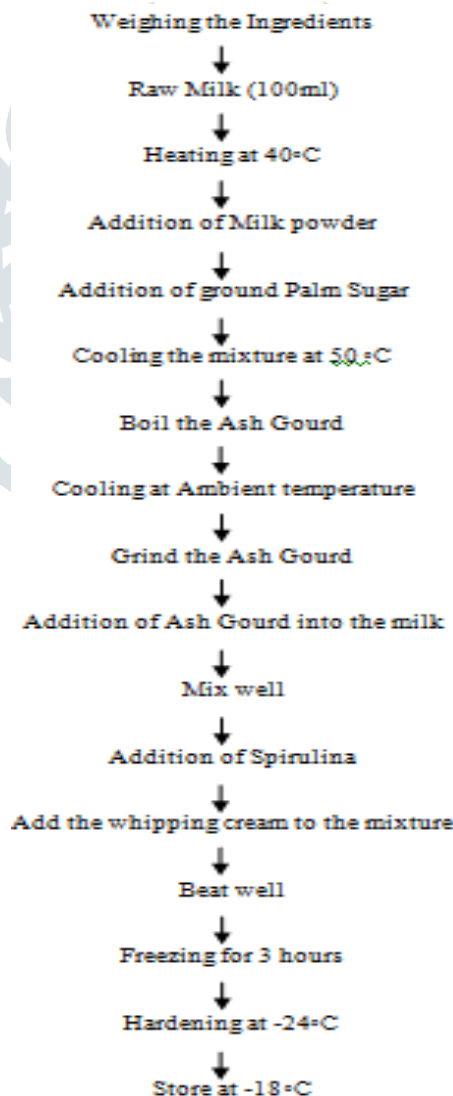 Weighing the Ingredients
Raw Milk (100ml)
Heating at 40°C
Addition of Milk powder
Addition of ground Palm Sugar
Cooling the mixture at 50 °C
Boil the Ash Gourd
Cooling at Ambient temperature
Grind the Ash Gourd
Addition of Ash Gourd into the milk
Mix well
Addition of Spirulina
Add the whipping cream to the mixture
Beat well
Freezing for 3 hours
Hardening at -24°C
Store at -18°C